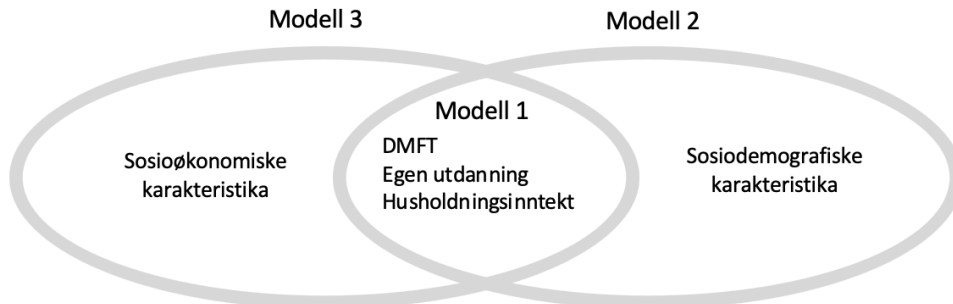 Modell 3
Modell 2
Modell 1
DMFT
Egen utdanning
Husholdningsinntekt
Sosioøkonomiske
karakteristika
Sosiodemografiske
karakteristika